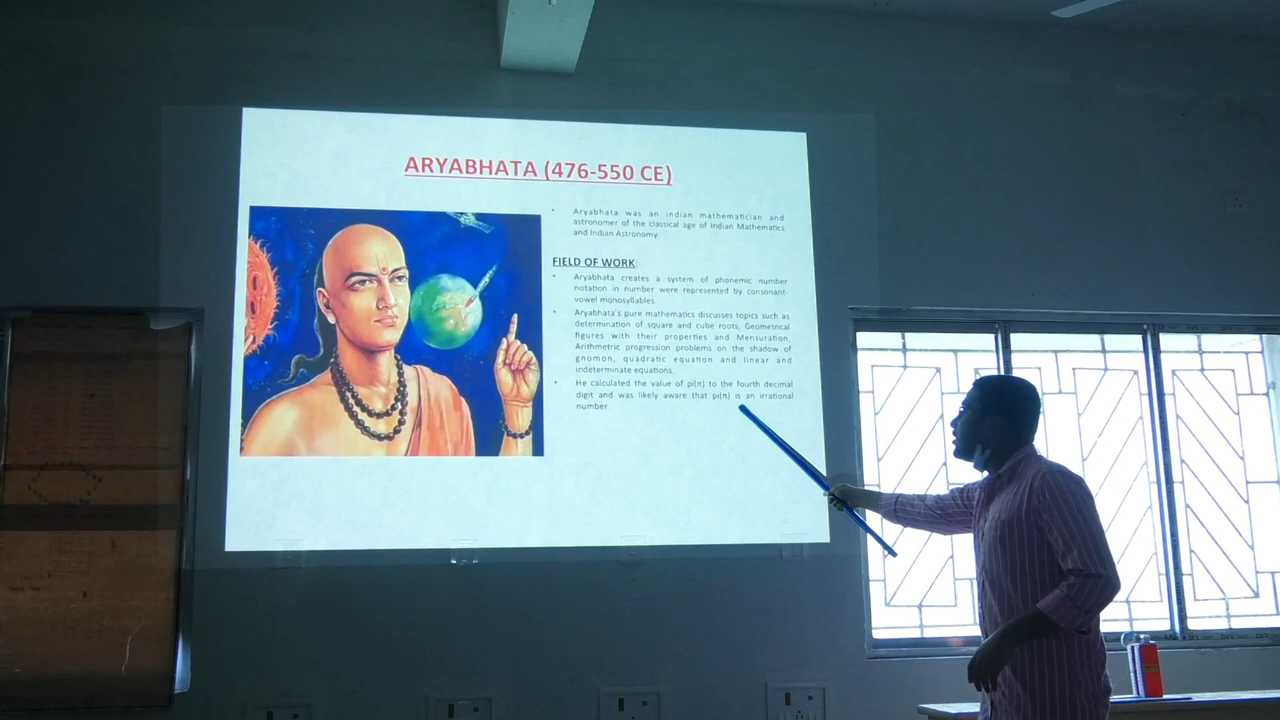 ARYABHATA (476-550 CE)
Aryabhata was an indian mathematician and
astronomer of the classical age of Indian Mathematics
and Indian Astronomy.
FIELD OF WORK:
Aryabhata creates a system of phonemic number
notation in number were represented by consonant-
vowel monosyllables.
Aryabhata's pure mathematics discusses topics such as
determination of square and cube roots, Geometrical
figures with their properties and Mensuration,
Arithmetric progression problems on the shadow of
gnomon, quadratic equation and linear and
indeterminate equations.
He calculated the value of pi(π) to the fourth decimal
digit and was likely aware that pi(π) is an irrational
number.